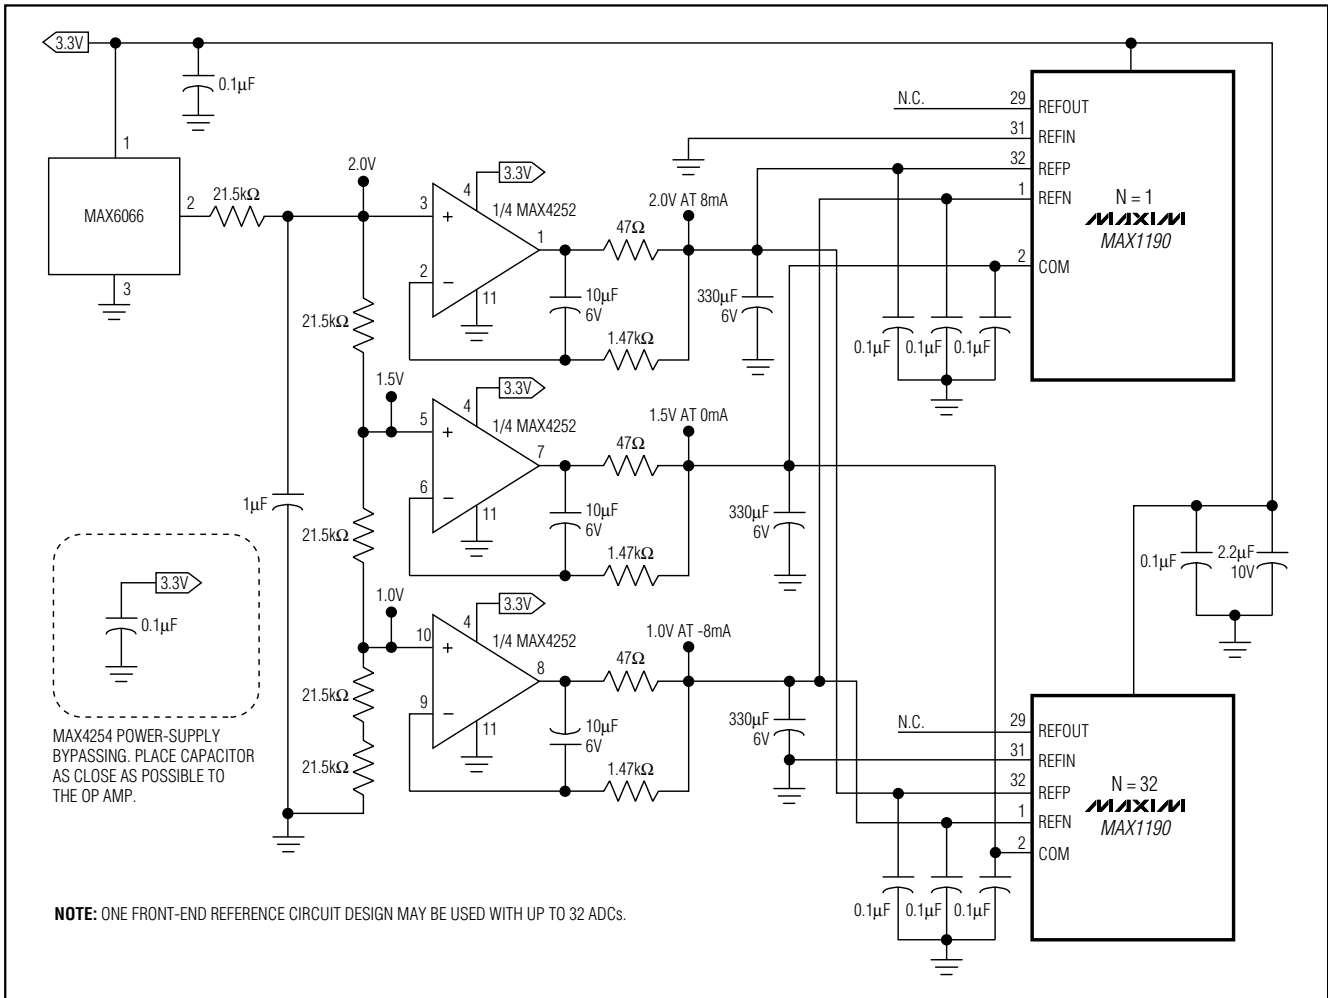 3.3V
0.1µF
1
MAX6066
2
3
21.5kΩ
2.0V
21.5kΩ
1.5V
21.5kΩ
1.0V
21.5kΩ
21.5kΩ
1µF
3.3V
4
3
1/4 MAX4252
1
2
11
10µF
6V
47Ω
1.47kΩ
2.0V AT 8mA
330µF
6V
3.3V
4
5
1/4 MAX4252
7
6
11
10µF
6V
47Ω
1.47kΩ
1.5V AT 0mA
330µF
6V
3.3V
4
10
1/4 MAX4252
8
9
11
10µF
6V
47Ω
1.47kΩ
1.0V AT -8mA
330µF
6V
N.C.
29
REFOUT
31
REFIN
32
REFP
1
REFN
2
COM
N = 1
MAXIM
MAX1190
0.1µF
0.1µF
0.1µF
0.1µF
2.2µF
10V
N.C.
29
REFOUT
31
REFIN
32
REFP
1
REFN
2
COM
N = 32
MAXIM
MAX1190
0.1µF
0.1µF
0.1µF
3.3V
0.1µF
MAX4254 POWER-SUPPLY
BYPASSING. PLACE CAPACITOR
AS CLOSE AS POSSIBLE TO
THE OP AMP.
NOTE: ONE FRONT-END REFERENCE CIRCUIT DESIGN MAY BE USED WITH UP TO 32 ADCs.